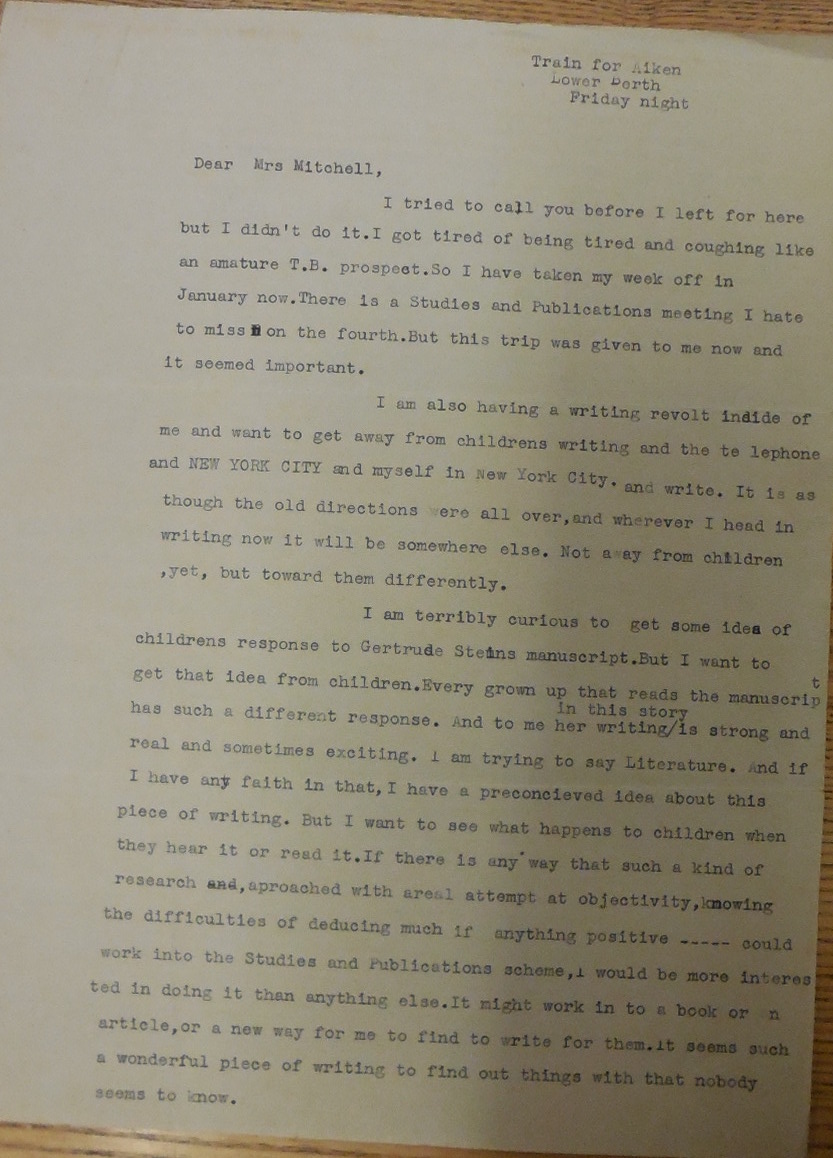 Train for Aiken
Lower Berth
Friday night
Dear Mrs Mitchell,
I tried to call you before I left for here
but I didn't do it.I got tired of being tired and coughing like
an amature T.B. prospect.So I have taken my week off in
January now.There is a Studies and Publications meeting I hate
to miss on the fourth.But this trip was given to me now and
it seemed important.
I am also having a writing revolt indide of
me and want to get away from childrens writing and the te lephone
and NEW YORK CITY and myself in New York City. and write. It is as
though the old directions were all over,and wherever I head in
writing now it will be somewhere else. Not away from children
,yet, but toward them differently.
I am terribly curious to get some idea of
childrens response to Gertrude Steins manuscript.But I want to
get that idea from children.Every grown up that reads the manuscript
has such a different response. And to me her writing/in this story is strong and
real and sometimes exciting. I am trying to say Literature. And if
I have any faith in that,I have a preconcieved idea about this
piece of writing. But I want to see what happens to children when
they hear it or read it.If there is any way that such a kind of
research and,aproached with areal attempt at objectivity,knowing
the difficulties of deducing much if anything positive ----- could
work into the Studies and Publications scheme,I would be more interes
ted in doing it than anything else.It might work in to a book or n
article,or a new way for me to find to write for them.It seems such
a wonderful piece of writing to find out things with that nobody
seems to know.